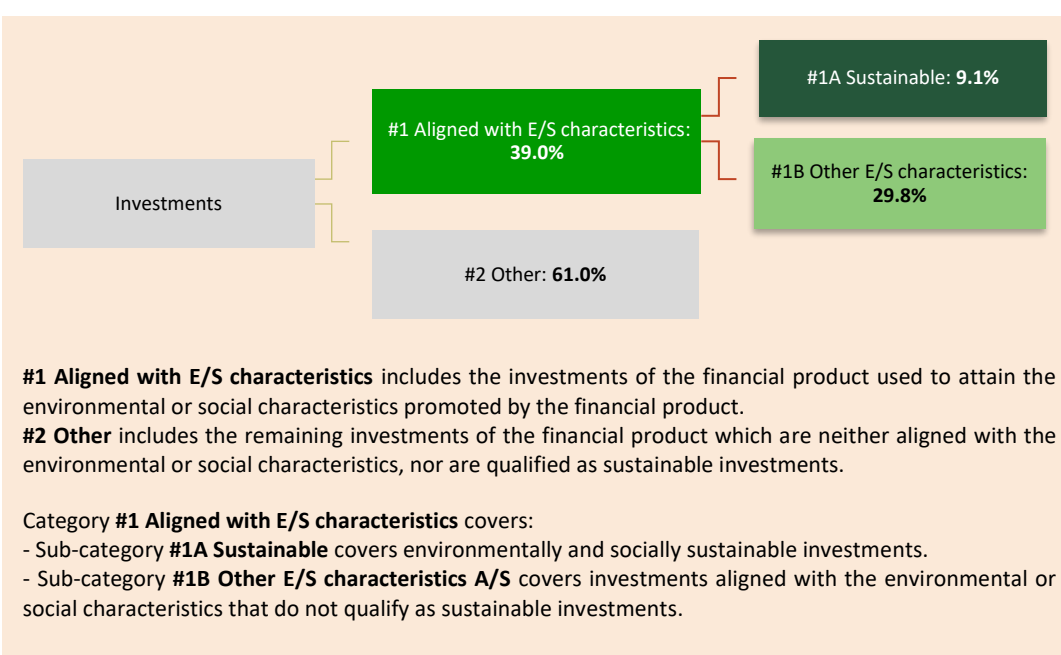 #1A Sustainable: 9.1%
#1 Aligned with E/S characteristics:
39.0%
#1B Other E/S characteristics:
29.8%
Investments
#2 Other: 61.0%
#1 Aligned with E/S characteristics includes the investments of the financial product used to attain the
environmental or social characteristics promoted by the financial product.
#2 Other includes the remaining investments of the financial product which are neither aligned with the
environmental or social characteristics, nor are qualified as sustainable investments.
Category #1 Aligned with E/S characteristics covers:
- Sub-category #1A Sustainable covers environmentally and socially sustainable investments.
- Sub-category #1B Other E/S characteristics A/S covers investments aligned with the environmental or
social characteristics that do not qualify as sustainable investments.